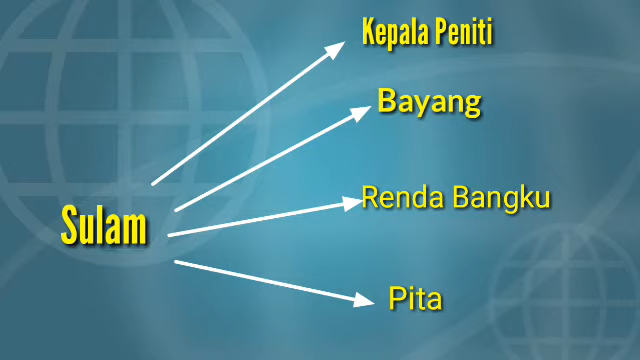 Kepala Peniti
Bayang
Sulam
Renda Bangku
Pita